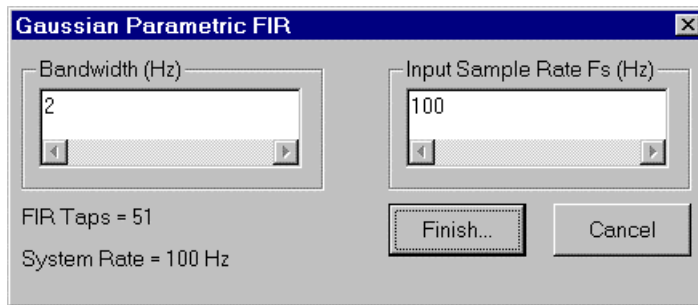 Gaussian Parametric FIR
Bandwidth (Hz)
2
Input Sample Rate Fs (Hz)
100
FIR Taps = 51
System Rate = 100 Hz
Finish...
Cancel